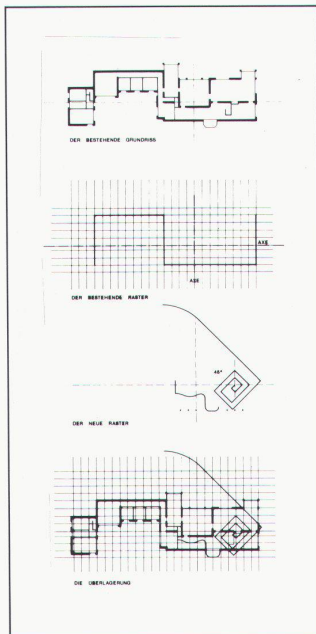 DER BESTEHENDE GRUNDRISS
AXE
AXE
DER BESTEHENDE RASTER
45°
DER NEUE RASTER
DIE ÜBERLAGERUNG